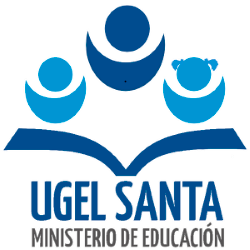 UGEL SANTA
MINISTERIO DE EDUCACIÓN